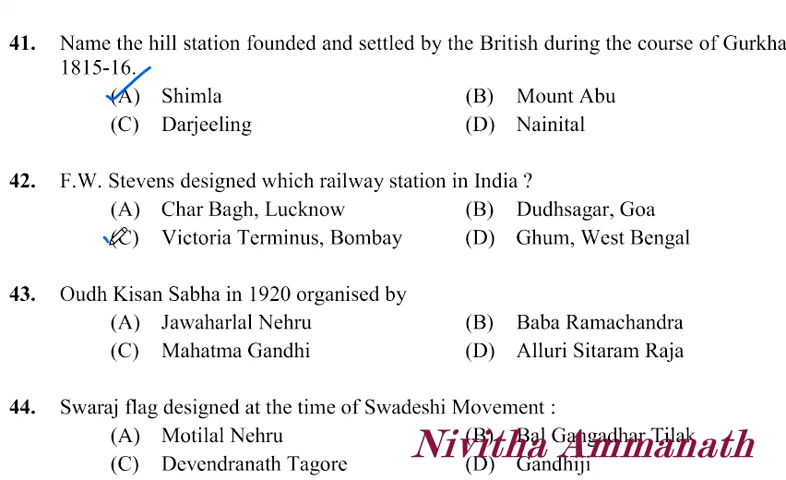 41. Name the hill station founded and settled by the British during the course of Gurkha
1815-16.
(A) Shimla (B) Mount Abu
(C) Darjeeling (D) Nainital
42. F.W. Stevens designed which railway station in India ?
(A) Char Bagh, Lucknow (B) Dudhsagar, Goa
(C) Victoria Terminus, Bombay (D) Ghum, West Bengal
43. Oudh Kisan Sabha in 1920 organised by
(A) Jawaharlal Nehru (B) Baba Ramachandra
(C) Mahatma Gandhi (D) Alluri Sitaram Raja
44. Swaraj flag designed at the time of Swadeshi Movement :
(A) Motilal Nehru (B) Bal Gangadhar Tilak
Nivitha Ammanath
(C) Devendranath Tagore (D) Gandhiji